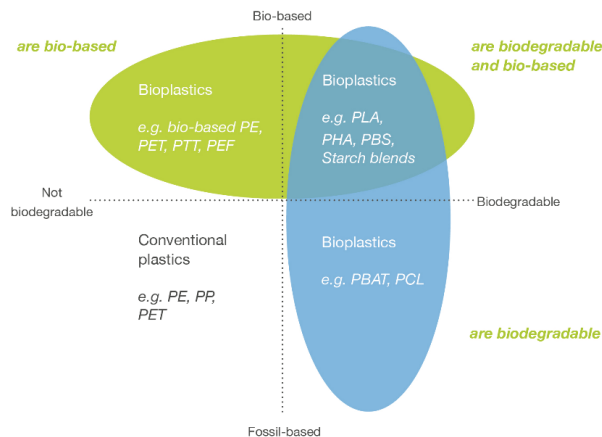 Bio-based
are bio-based
are biodegradable
and bio-based
Bioplastics
e.g. bio-based PE,
PET, PTT, PEF
Bioplastics
e.g. PLA,
PHA, PBS,
Starch blends
Not
biodegradable
Biodegradable
Conventional
plastics
e.g. PE, PP,
PET
Bioplastics
e.g. PBAT, PCL
are biodegradable
Fossil-based